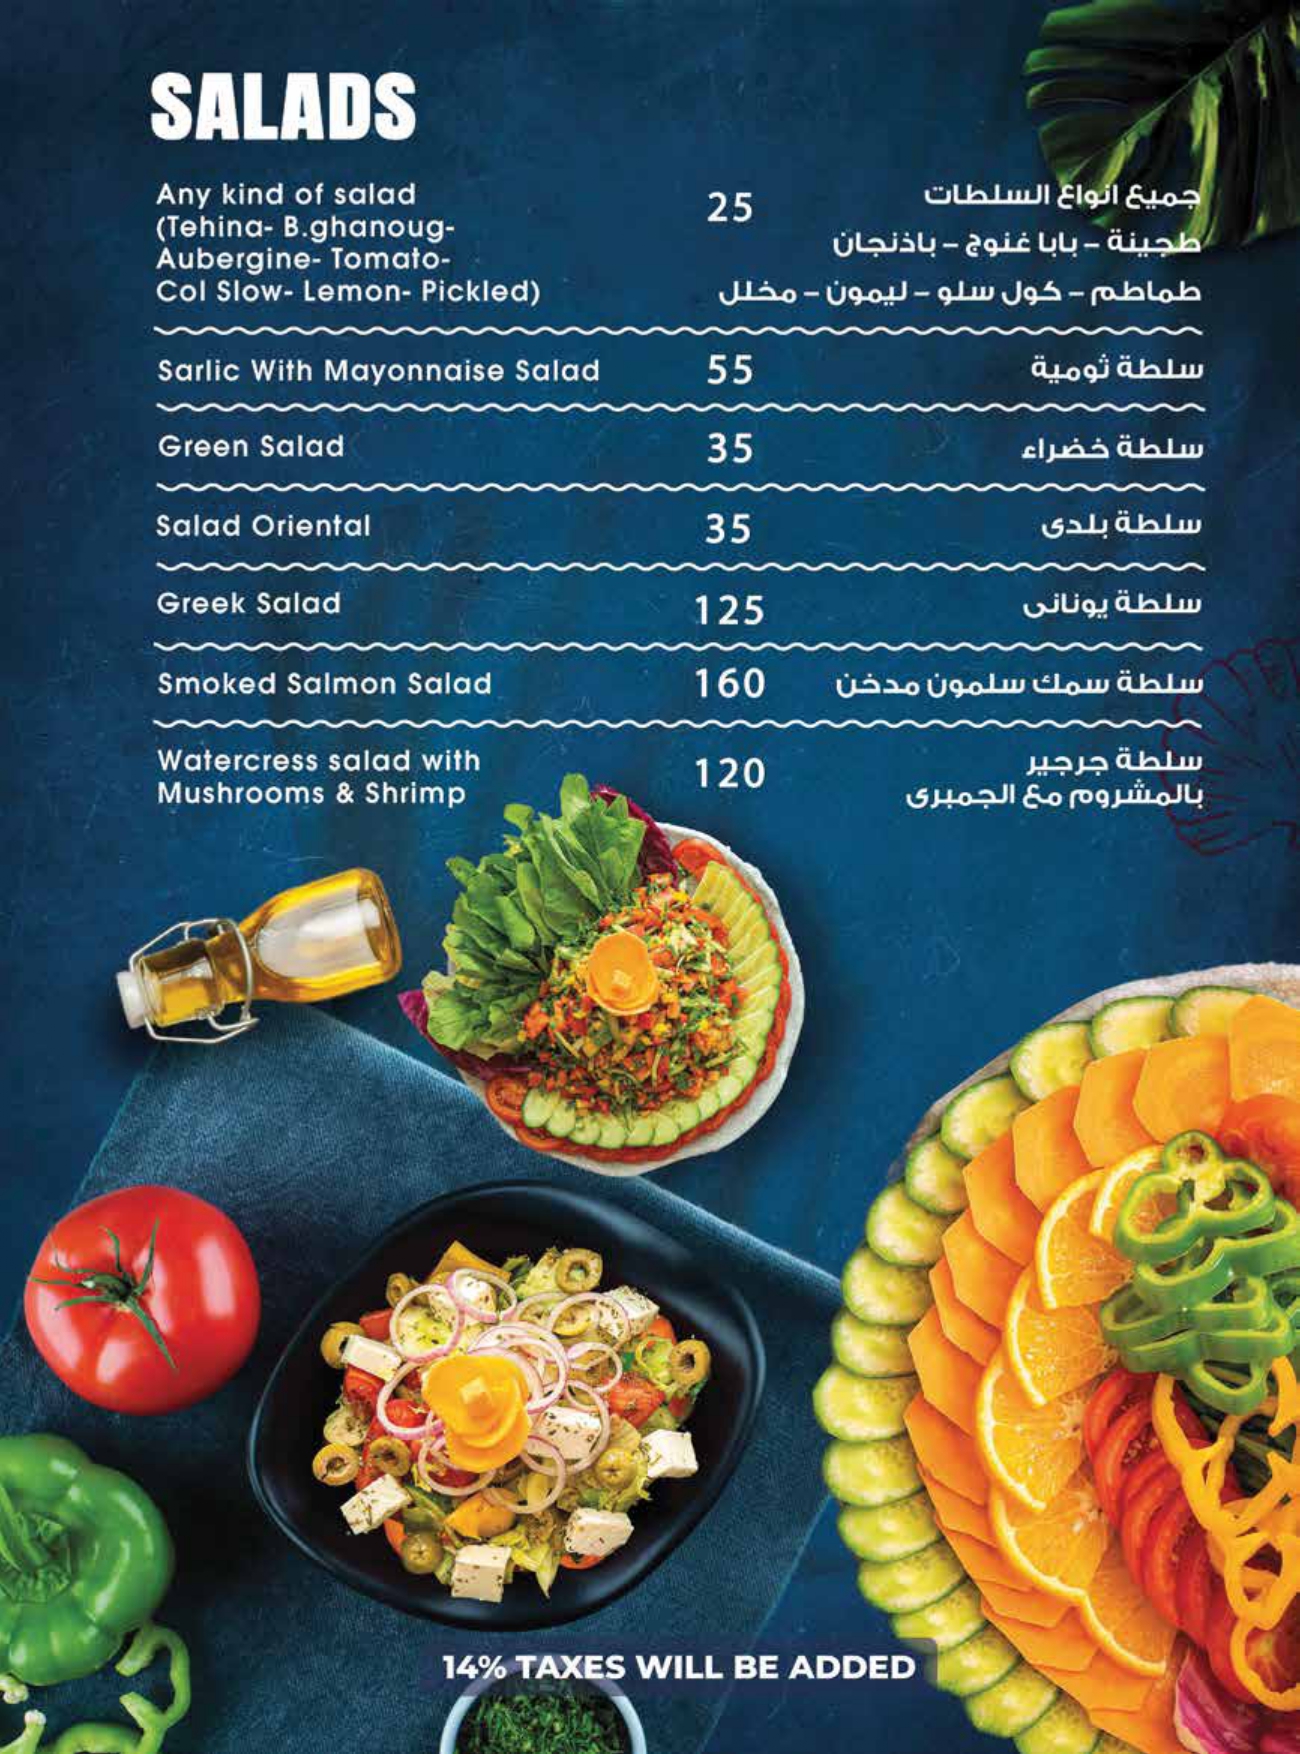 SALADS
Any kind of salad
(Tehina- B.ghanoug-
Aubergine- Tomato-
Col Slow- Lemon- Pickled)
25
جميع انواع السلطات
طحينة - بابا غنوج - باذنجان
طماطم - كول سلو - ليمون - مخلل
Sarlic With Mayonnaise Salad
55
سلطة ثومية
Green Salad
35
سلطة خضراء
Salad Oriental
35
سلطة بلدى
Greek Salad
125
سلطة يونانى
Smoked Salmon Salad
160
سلطة سمك سلمون مدخن
Watercress salad with
Mushrooms & Shrimp
120
سلطة جرجير
بالمشروم مع الجمبرى
14% TAXES WILL BE ADDED